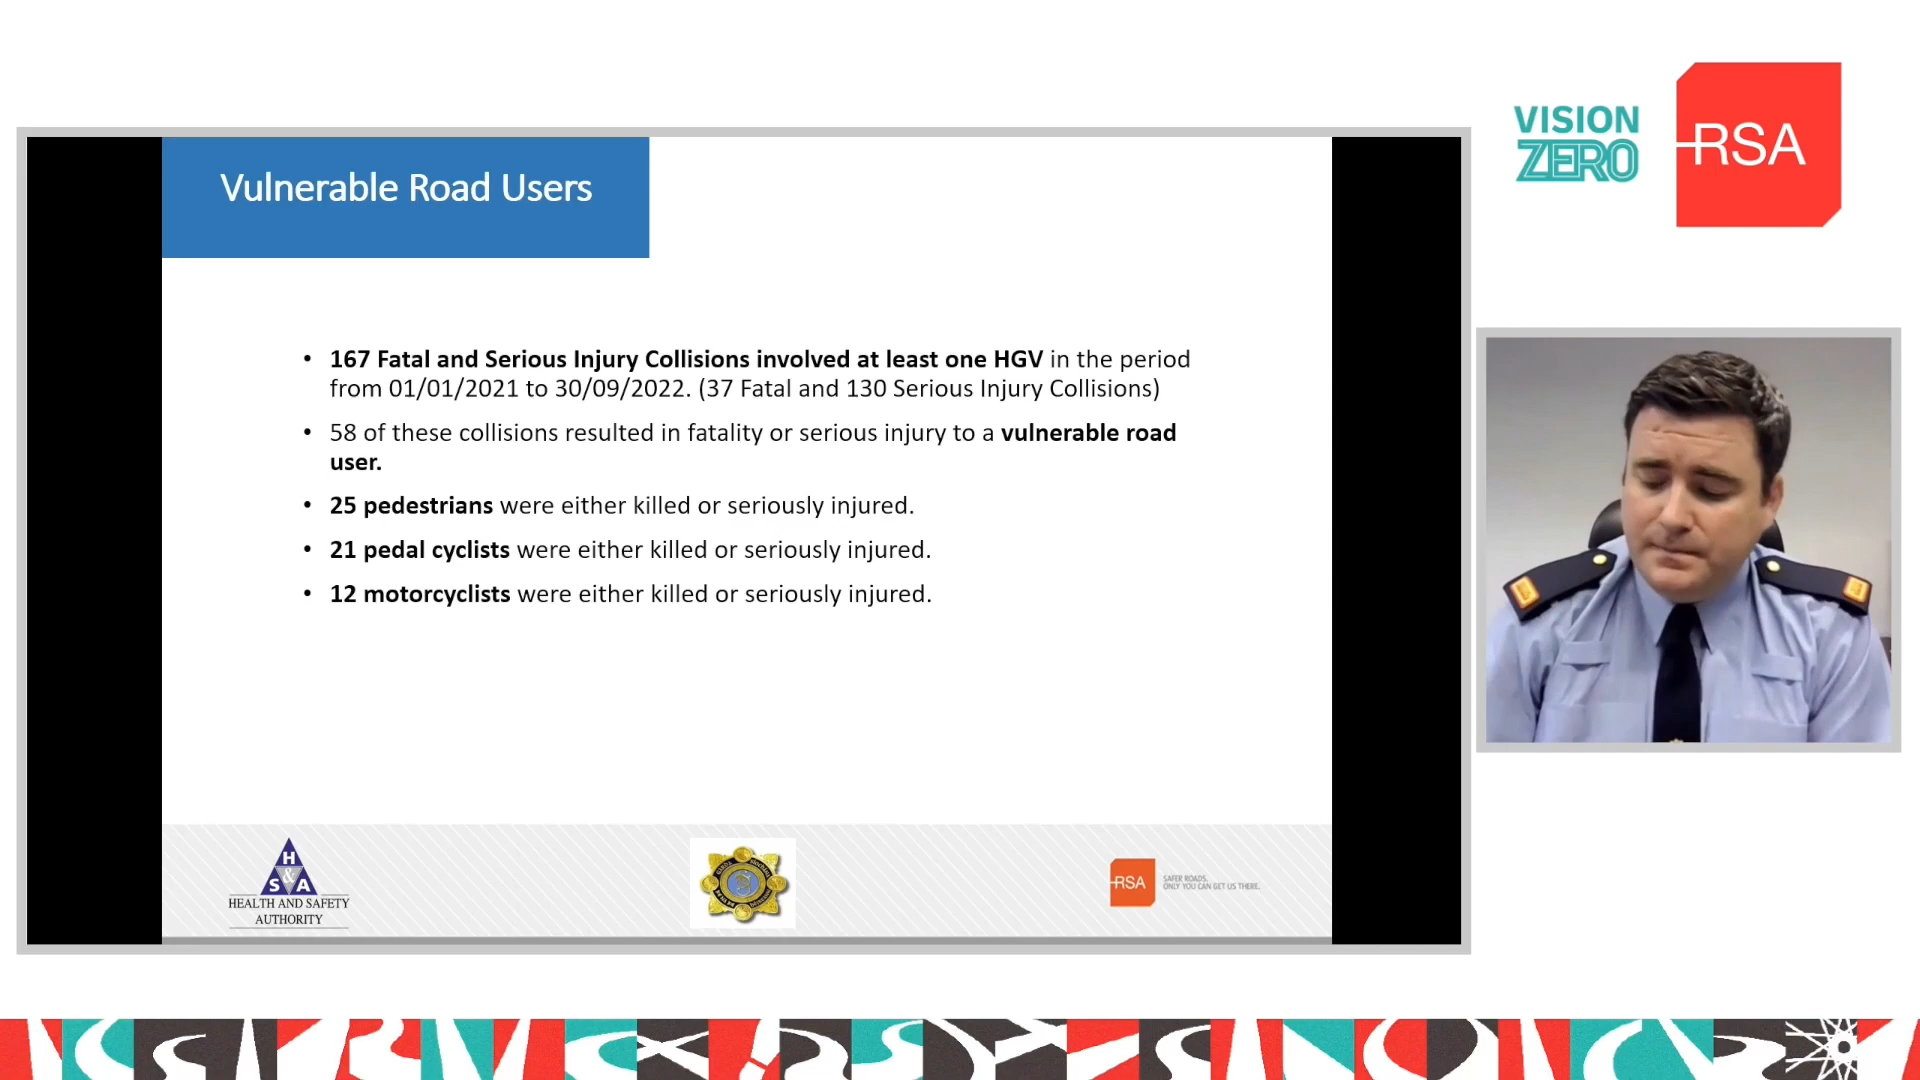 VISION
ZERO
RSA
Vulnerable Road Users
• 167 Fatal and Serious Injury Collisions involved at least one HGV in the period
from 01/01/2021 to 30/09/2022. (37 Fatal and 130 Serious Injury Collisions)
• 58 of these collisions resulted in fatality or serious injury to a vulnerable road
user.
• 25 pedestrians were either killed or seriously injured.
• 21 pedal cyclists were either killed or seriously injured.
• 12 motorcyclists were either killed or seriously injured.
H
&
S A
HEALTH AND SAFETY
AUTHORITY
RSA
SAFER ROADS.
ONLY YOU CAN GET US THERE.